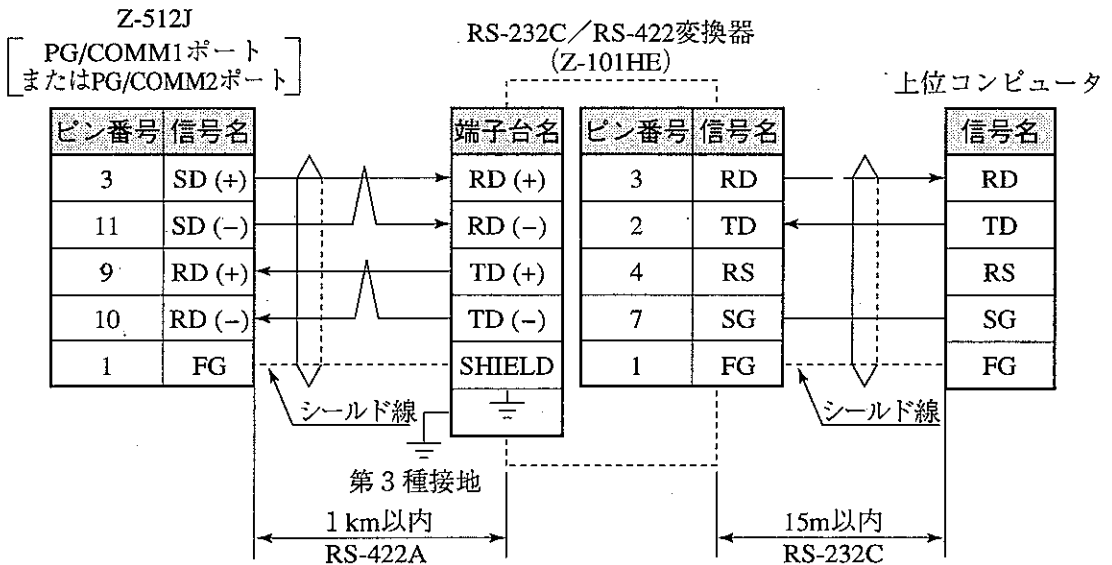 Z-512J
PG/COMM1ポート
またはPG/COMM2ポート
RS-232C/RS-422変換器
(Z-101HE)
上位コンピュータ
ピン番号 信号名
3 SD (+)
11 SD (−)
9 RD (+)
10 RD (−)
1 FG
端子台名
RD (+)
RD (−)
TD (+)
TD (−)
SHIELD
ピン番号 信号名
3 RD
2 TD
4 RS
7 SG
1 FG
信号名
RD
TD
RS
SG
FG
シールド線
シールド線
第3種接地
1 km以内
RS-422A
15m以内
RS-232C